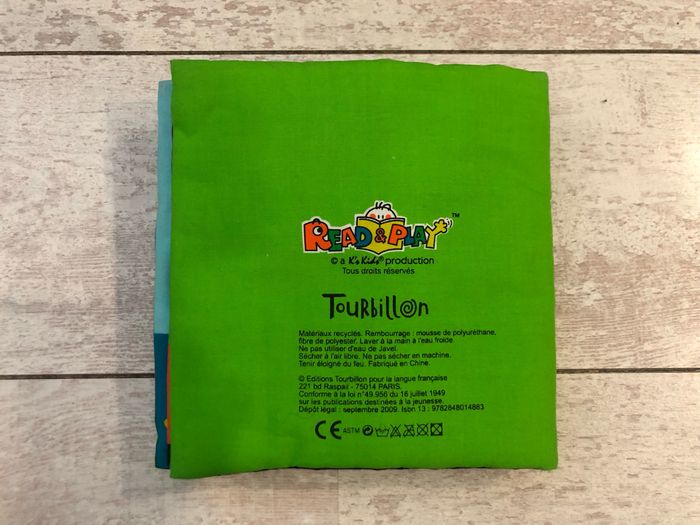 READ & PLAY™
© a K's Kids® production
Tous droits réservés
TOURbillon
Matériaux recyclés. Rembourrage : mousse de polyuréthane,
fibre de polyester. Laver à la main à l'eau froide.
Ne pas utiliser d'eau de Javel.
Sécher à l'air libre. Ne pas sécher en machine.
Tenir éloigné du feu. Fabriqué en Chine.
© Editions Tourbillon pour la langue française
221 bd Raspail - 75014 PARIS.
Conforme à la loi n°49.956 du 16 juillet 1949
sur les publications destinées à la jeunesse.
Dépôt légal : septembre 2009. Isbn 13 : 9782848014883
CE ASTM